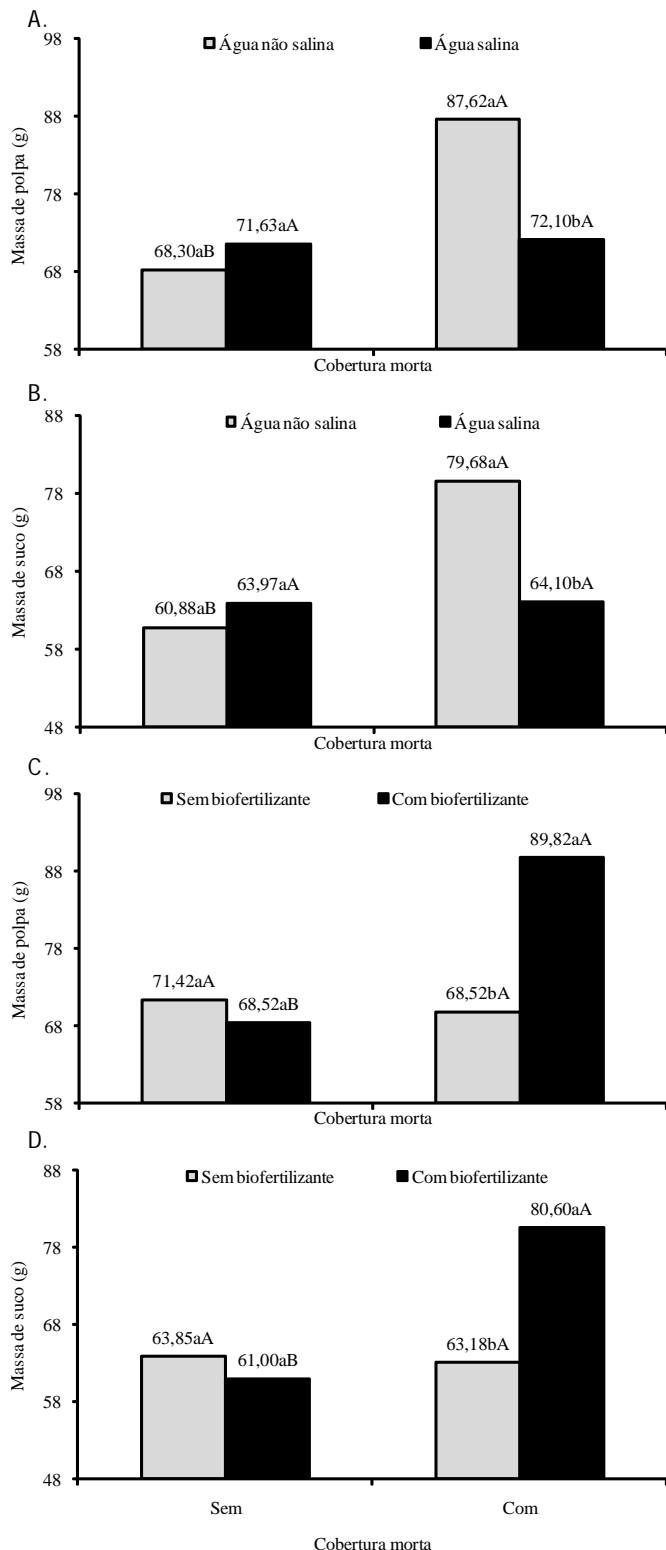 A.
98
Água não salina Água salina
87,62aA
88
Massa de polpa (g)
78
71,63aA 72,10bA
68,30aB
68
58
Cobertura morta
B.
88
Água não salina Água salina
79,68aA
78
Massa de suco (g)
68
63,97aA 64,10bA
60,88aB
58
48
Cobertura morta
C.
98
Sem biofertilizante Com biofertilizante
89,82aA
88
Massa de polpa (g)
78
71,42aA
68,52aB 68,52bA
68
58
Cobertura morta
D.
88
Sem biofertilizante Com biofertilizante
80,60aA
78
Massa de suco (g)
68
63,85aA 63,18bA
61,00aB
58
48
Sem Com
Cobertura morta